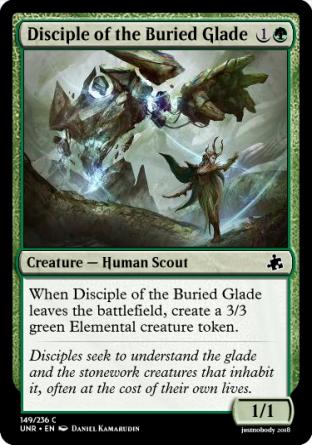 Disciple of the Buried Glade 1
Creature — Human Scout
When Disciple of the Buried Glade
leaves the battlefield, create a 3/3
green Elemental creature token.
Disciples seek to understand the glade
and the stonework creatures that inhabit
it, often at the cost of their own lives.
1/1
149/236 C
UNR • EN Daniel Kamarudin
justnobody 2018